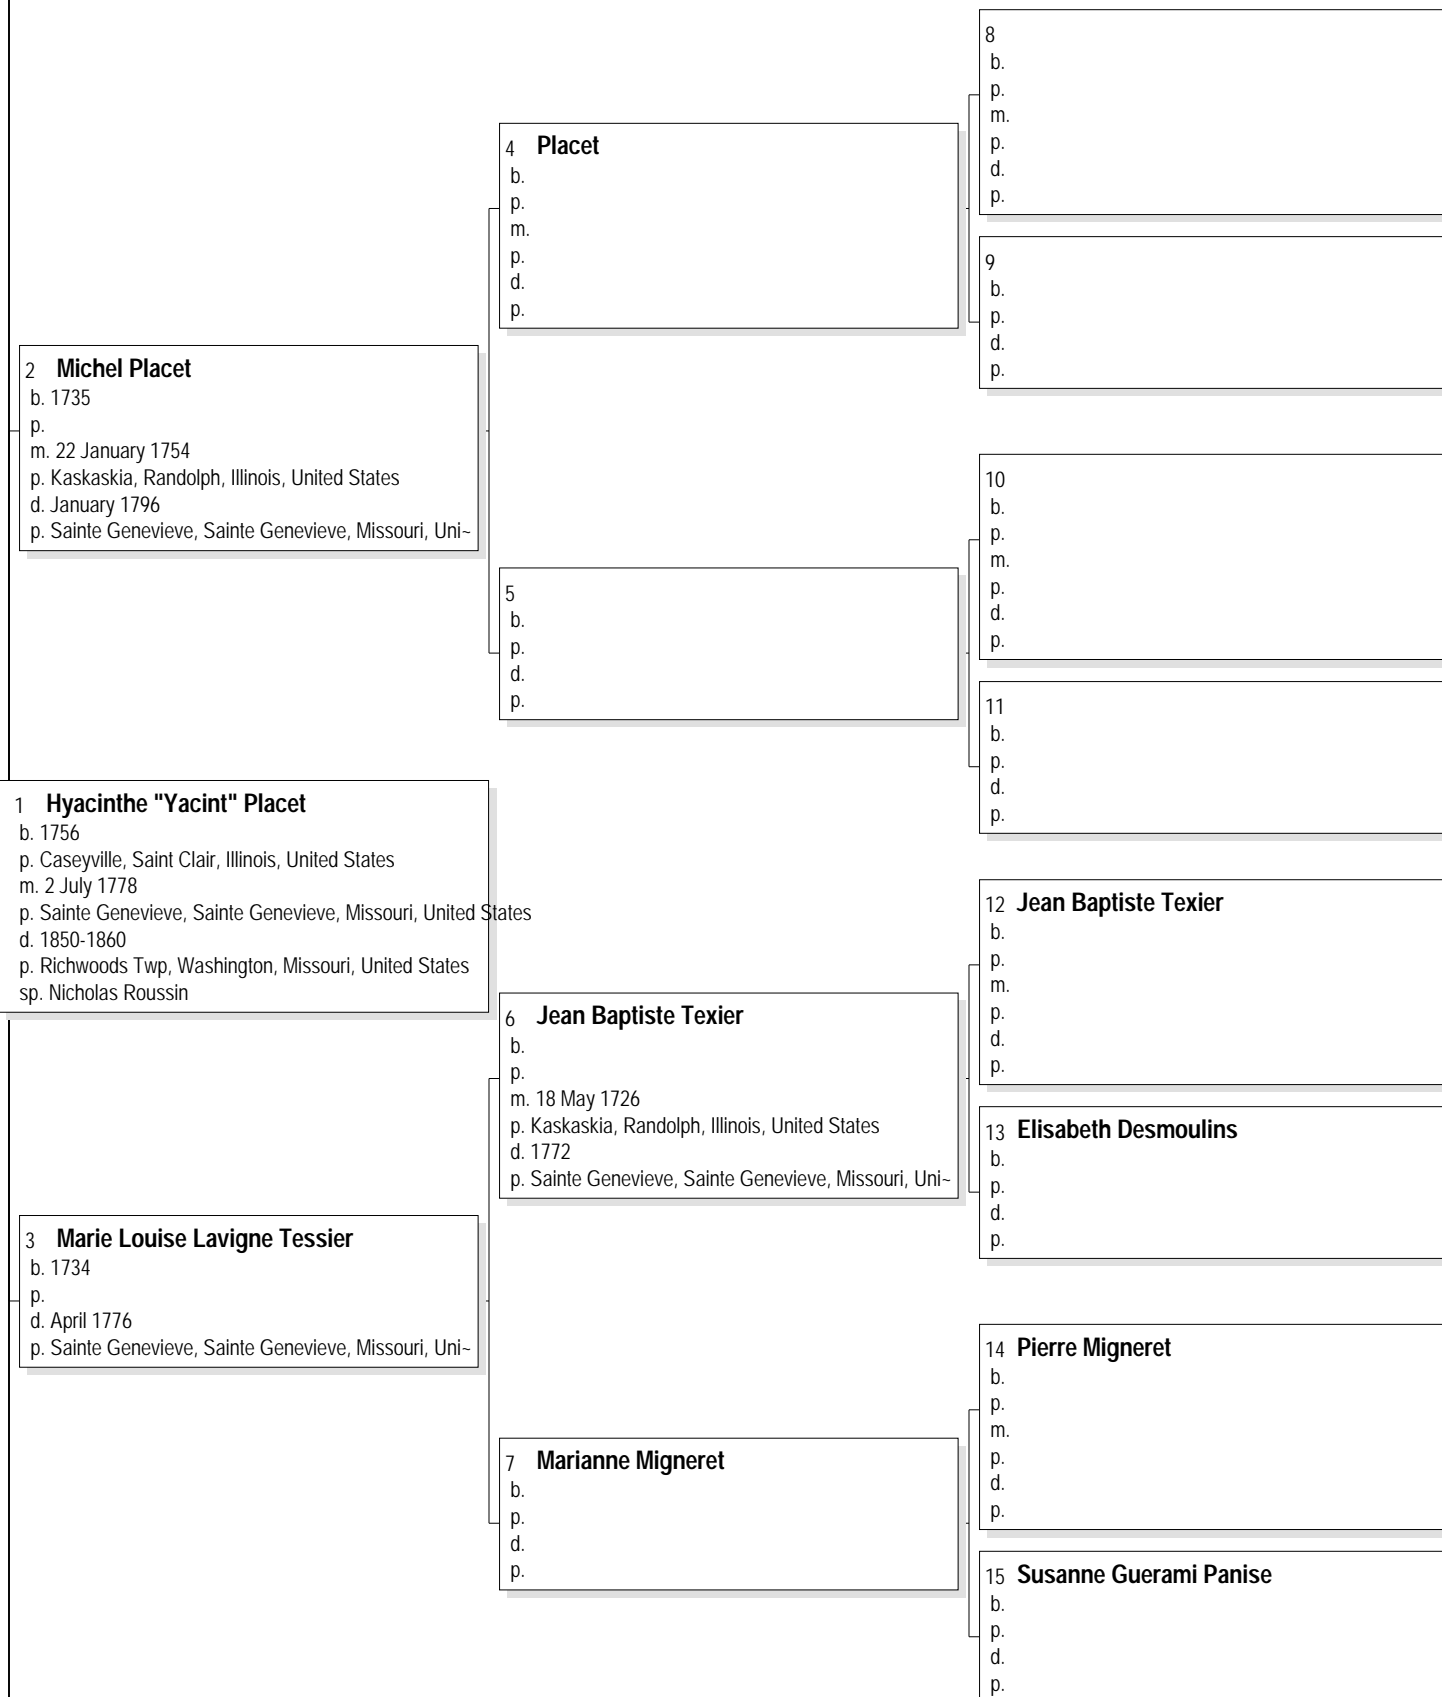 8
b.
p.
m.
p.
d.
p.
4 Placet
b.
p.
m.
p.
d.
p.
9
b.
p.
d.
p.
2 Michel Placet
b. 1735
p.
m. 22 January 1754
p. Kaskaskia, Randolph, Illinois, United States
d. January 1796
p. Sainte Genevieve, Sainte Genevieve, Missouri, Uni~
10
b.
p.
m.
p.
d.
p.
5
b.
p.
d.
p.
11
b.
p.
d.
p.
1 Hyacinthe "Yacint" Placet
b. 1756
p. Caseyville, Saint Clair, Illinois, United States
m. 2 July 1778
p. Sainte Genevieve, Sainte Genevieve, Missouri, United States
d. 1850-1860
p. Richwoods Twp, Washington, Missouri, United States
sp. Nicholas Roussin
12 Jean Baptiste Texier
b.
p.
m.
p.
d.
p.
6 Jean Baptiste Texier
b.
p.
m. 18 May 1726
p. Kaskaskia, Randolph, Illinois, United States
d. 1772
p. Sainte Genevieve, Sainte Genevieve, Missouri, Uni~
13 Elisabeth Desmoulins
b.
p.
d.
p.
3 Marie Louise Lavigne Tessier
b. 1734
p.
d. April 1776
p. Sainte Genevieve, Sainte Genevieve, Missouri, Uni~
14 Pierre Migneret
b.
p.
m.
p.
d.
p.
7 Marianne Migneret
b.
p.
d.
p.
15 Susanne Guerami Panise
b.
p.
d.
p.